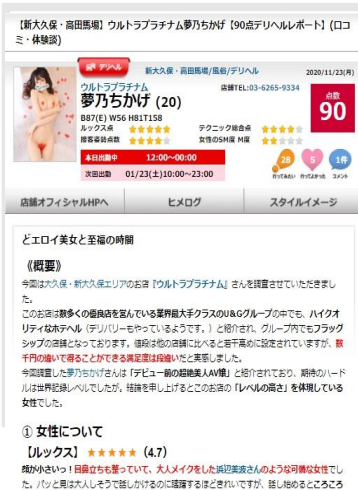 【新大久保・高田馬場】ウルトラプラチナム夢乃ちかげ【90点デリヘルレポート】(口コ
ミ・体験談)
デリヘル
新大久保・高田馬場/風俗/デリヘル
2020/11/23(月)
ウルトラプラチナム
店舗TEL:03-6265-9334
夢乃ちかげ (20)
点数
90
B87(E) W56 H81T158
ルックス点
テクニック総合点
接客姿勢点数
女性のSM度 M度
本日出勤中 12:00~00:00
次回出勤 01/23(土)10:00~23:00
28
5
1件
行ってみたい
行ってよかった
コメント
店舗オフィシャルHPへ
ヒメログ
スタイルイメージ
どエロイ美女と至福の時間
《概要》
今回は大久保・新大久保エリアのお店『ウルトラプラチナム』さんを調査させていただきまし
た。
このお店は数多くの優良店を営んでいる業界最大手クラスのU&Gグループの中でも、ハイクオ
リティなホテヘル（デリバリーもやっているようです。）と紹介され、グループ内でもフラッグ
シップの店舗となっております。値段は他の店舗に比べると若干高めに設定されていますが、数
千円の違いで得ることができる満足度は段違いだと実感しました。
今回調査した夢乃ちかげさんは「デビュー前の超絶美人AV嬢」と紹介されており、期待のハード
ルは世界記録レベルでしたが。結論を申し上げるとこのお店の「レベルの高さ」を体現している
女性でした。
① 女性について
【ルックス】 ★★★★★（4.7）
顔が小さいっ！目鼻立ちも整っていて、大人メイクをした浜辺美波さんのような可憐な女性でし
た。パッと見は大人しそうで話しかけるのに躊躇するほどきれいですが、話し始めるところころ